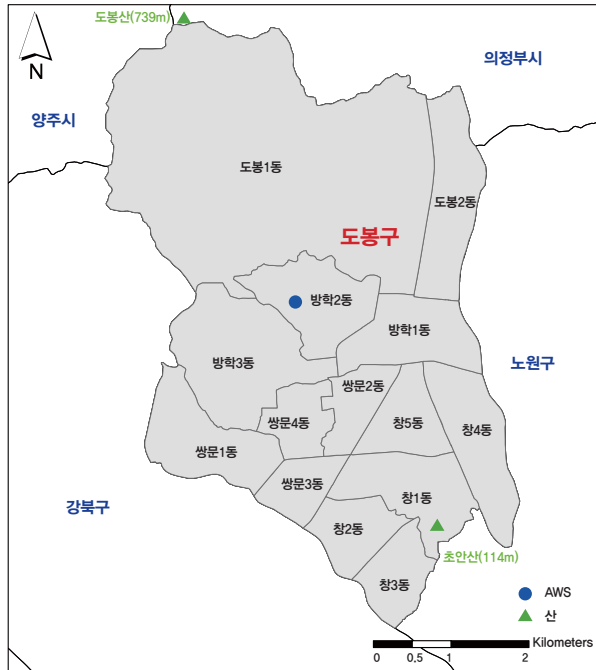 도봉산(739m)
의정부시
N
양주시
도봉1동
도봉2동
도봉구
방학2동
방학1동
방학3동
노원구
쌍문2동
쌍문4동
창5동
창4동
쌍문1동
쌍문3동
창1동
강북구
창2동
초안산(114m)
창3동
AWS
산
Kilometers
0 0.5 1 2